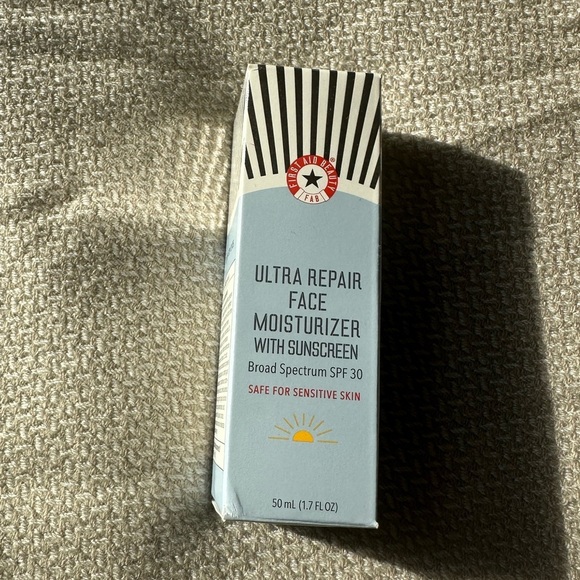 FIRST AID BEAUTY®
FAB
ULTRA REPAIR
FACE
MOISTURIZER
WITH SUNSCREEN
Broad Spectrum SPF 30
SAFE FOR SENSITIVE SKIN
50 mL (1.7 FL OZ)